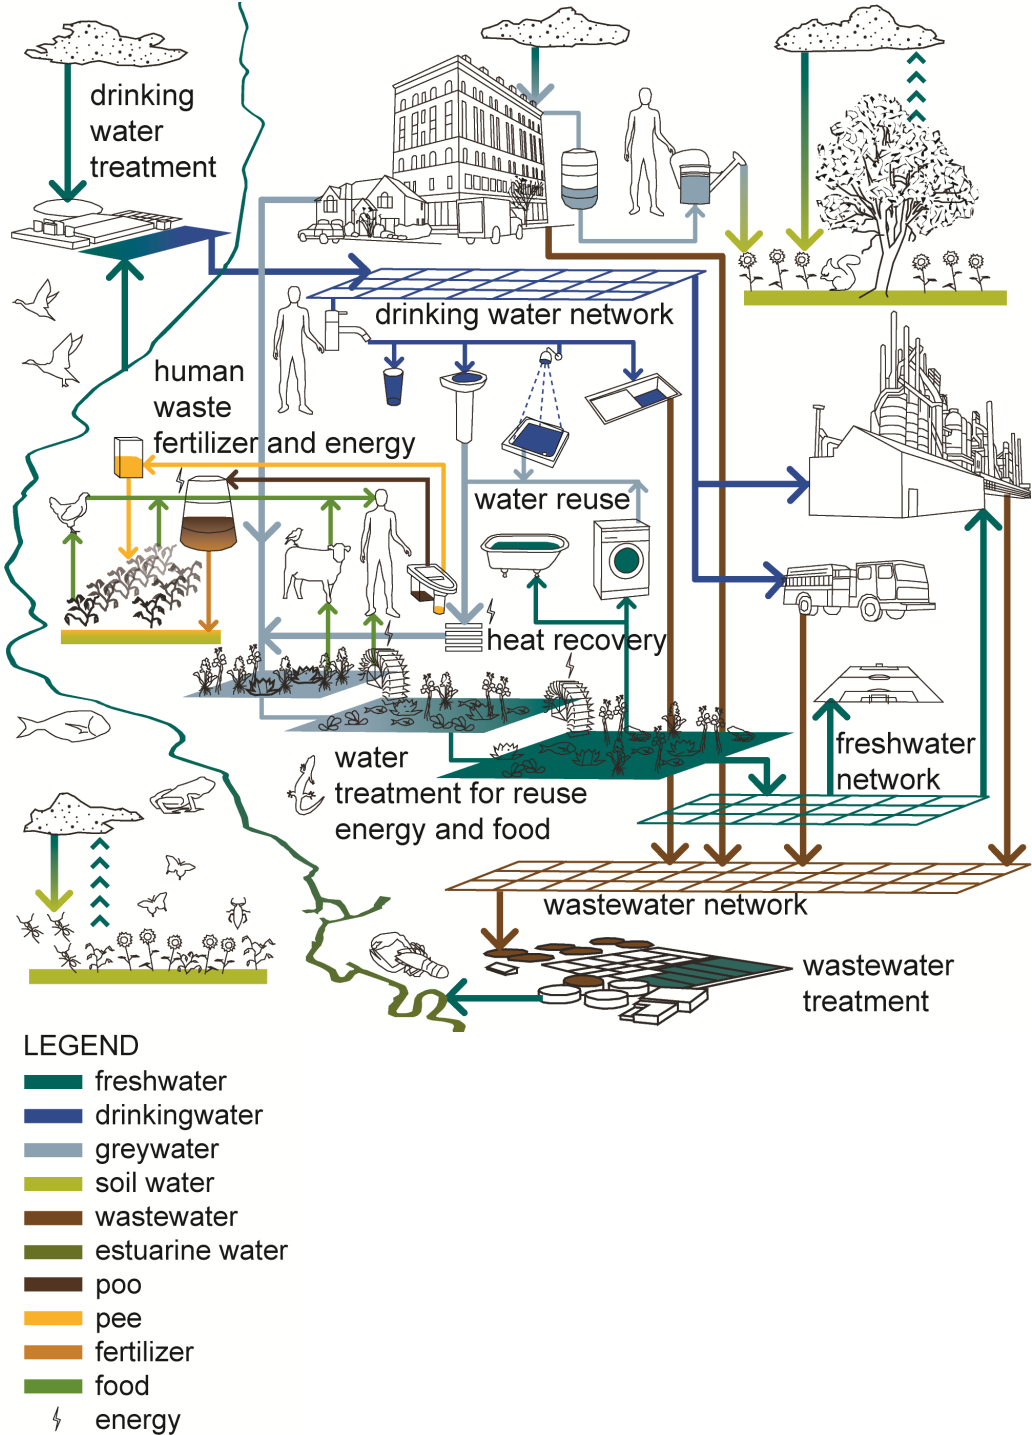 drinking
water
treatment
drinking water network
human
waste
fertilizer and energy
water reuse
heat recovery
water
treatment for reuse
energy and food
freshwater
network
wastewater network
wastewater
treatment
LEGEND
freshwater
drinkingwater
greywater
soil water
wastewater
estuarine water
poo
pee
fertilizer
food
energy